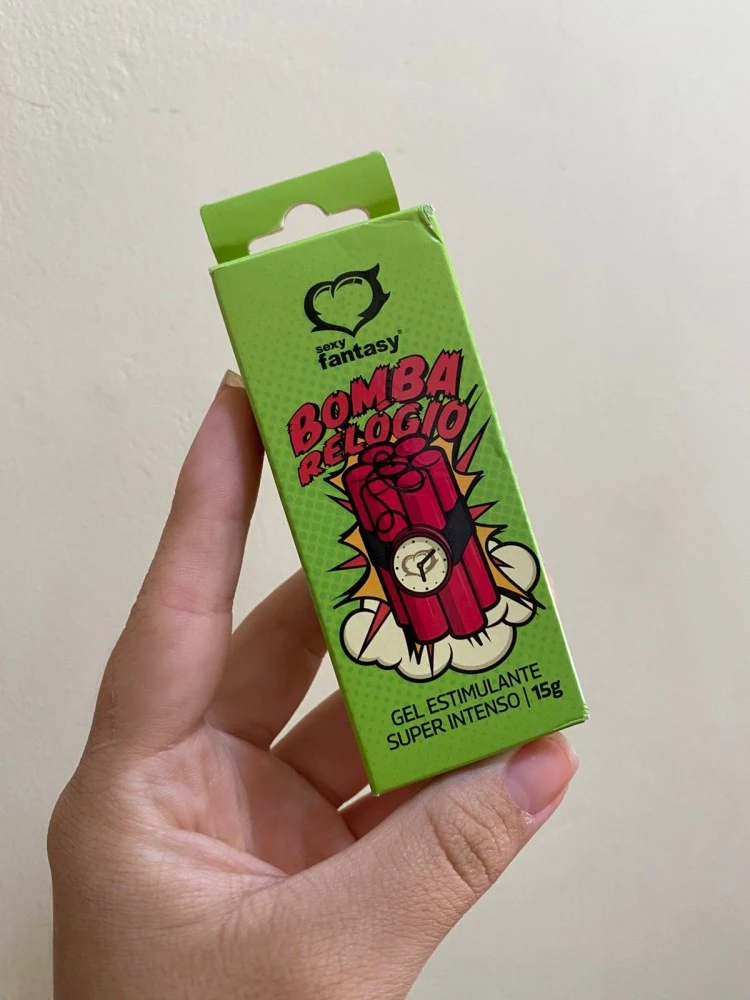 sexy
fantasy®
BOMBA
RELÓGIO
GEL ESTIMULANTE
SUPER INTENSO | 15g